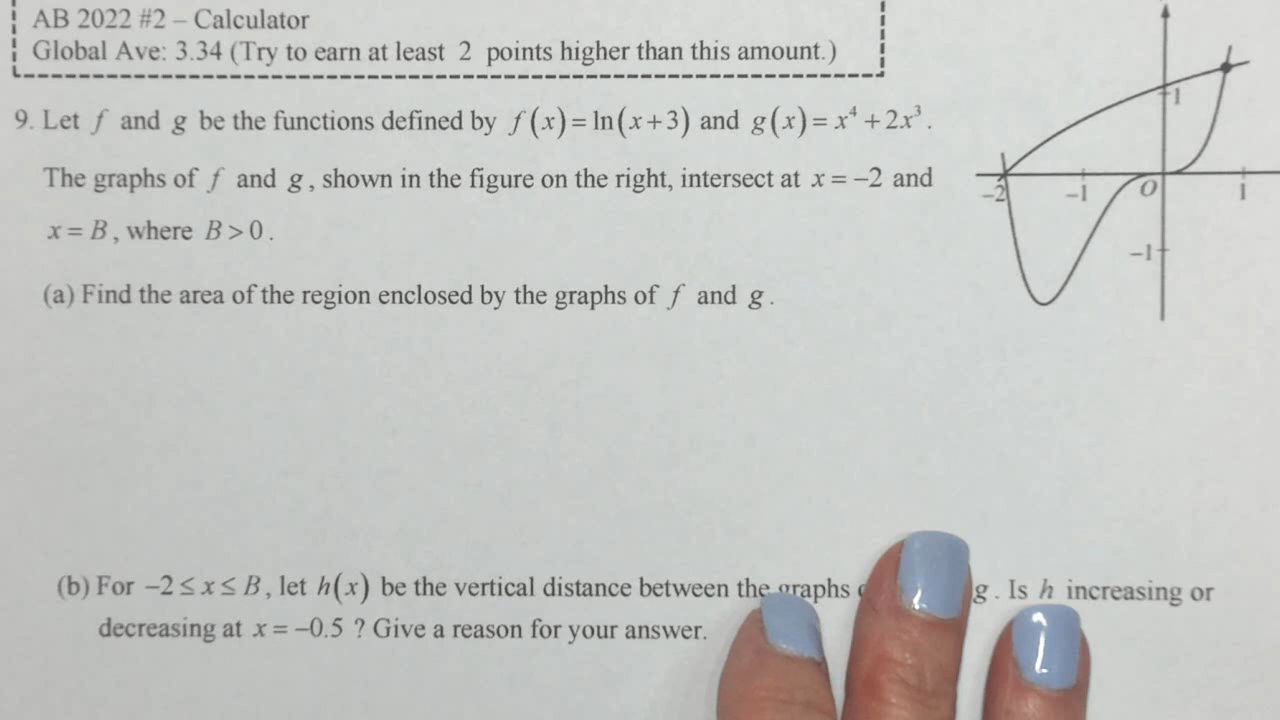 AB 2022 #2 – Calculator
Global Ave: 3.34 (Try to earn at least 2 points higher than this amount.)
9. Let f and g be the functions defined by f(x)=ln(x+3) and g(x)=x⁴+2x³.
The graphs of f and g, shown in the figure on the right, intersect at x=−2 and
x=B, where B>0.
(a) Find the area of the region enclosed by the graphs of f and g.
1
−2 −1 O 1
−1
(b) For −2≤x≤B, let h(x) be the vertical distance between the graphs g. Is h increasing or
decreasing at x=−0.5 ? Give a reason for your answer.